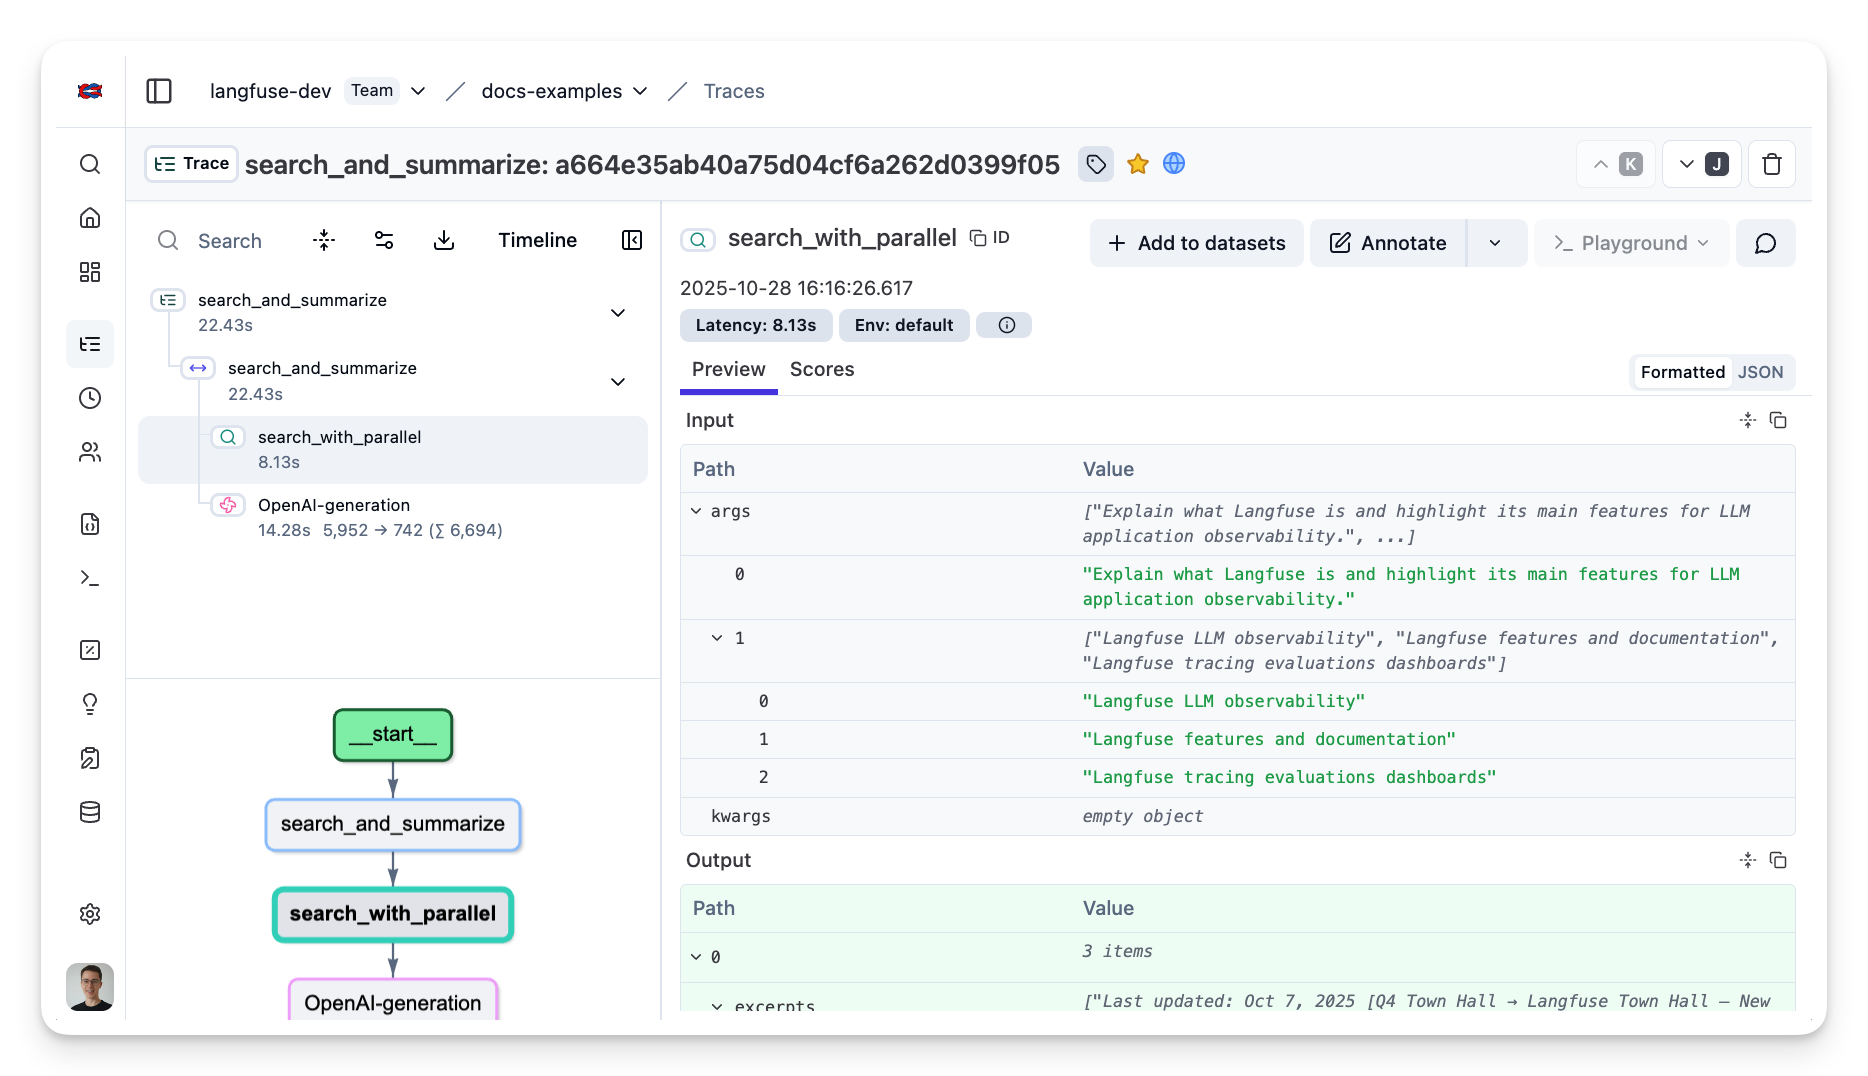 langfuse-dev Team docs-examples Traces
Trace search_and_summarize: a664e35ab40a75d04cf6a262d0399f05 K J
Search Timeline
search_and_summarize
22.43s
search_and_summarize
22.43s
search_with_parallel
8.13s
OpenAI-generation
14.28s 5,952 → 742 (∑ 6,694)
__start__
search_and_summarize
search_with_parallel
OpenAI-generation
search_with_parallel ID
+ Add to datasets Annotate >_ Playground
2025-10-28 16:16:26.617
Latency: 8.13s Env: default
Preview Scores
Formatted JSON
Input
Path Value
args ["Explain what Langfuse is and highlight its main features for LLM
application observability.", ...]
0 "Explain what Langfuse is and highlight its main features for LLM
application observability."
1 ["Langfuse LLM observability", "Langfuse features and documentation",
"Langfuse tracing evaluations dashboards"]
0 "Langfuse LLM observability"
1 "Langfuse features and documentation"
2 "Langfuse tracing evaluations dashboards"
kwargs empty object
Output
Path Value
0 3 items
excerpts ["Last updated: Oct 7, 2025 [Q4 Town Hall → Langfuse Town Hall — New